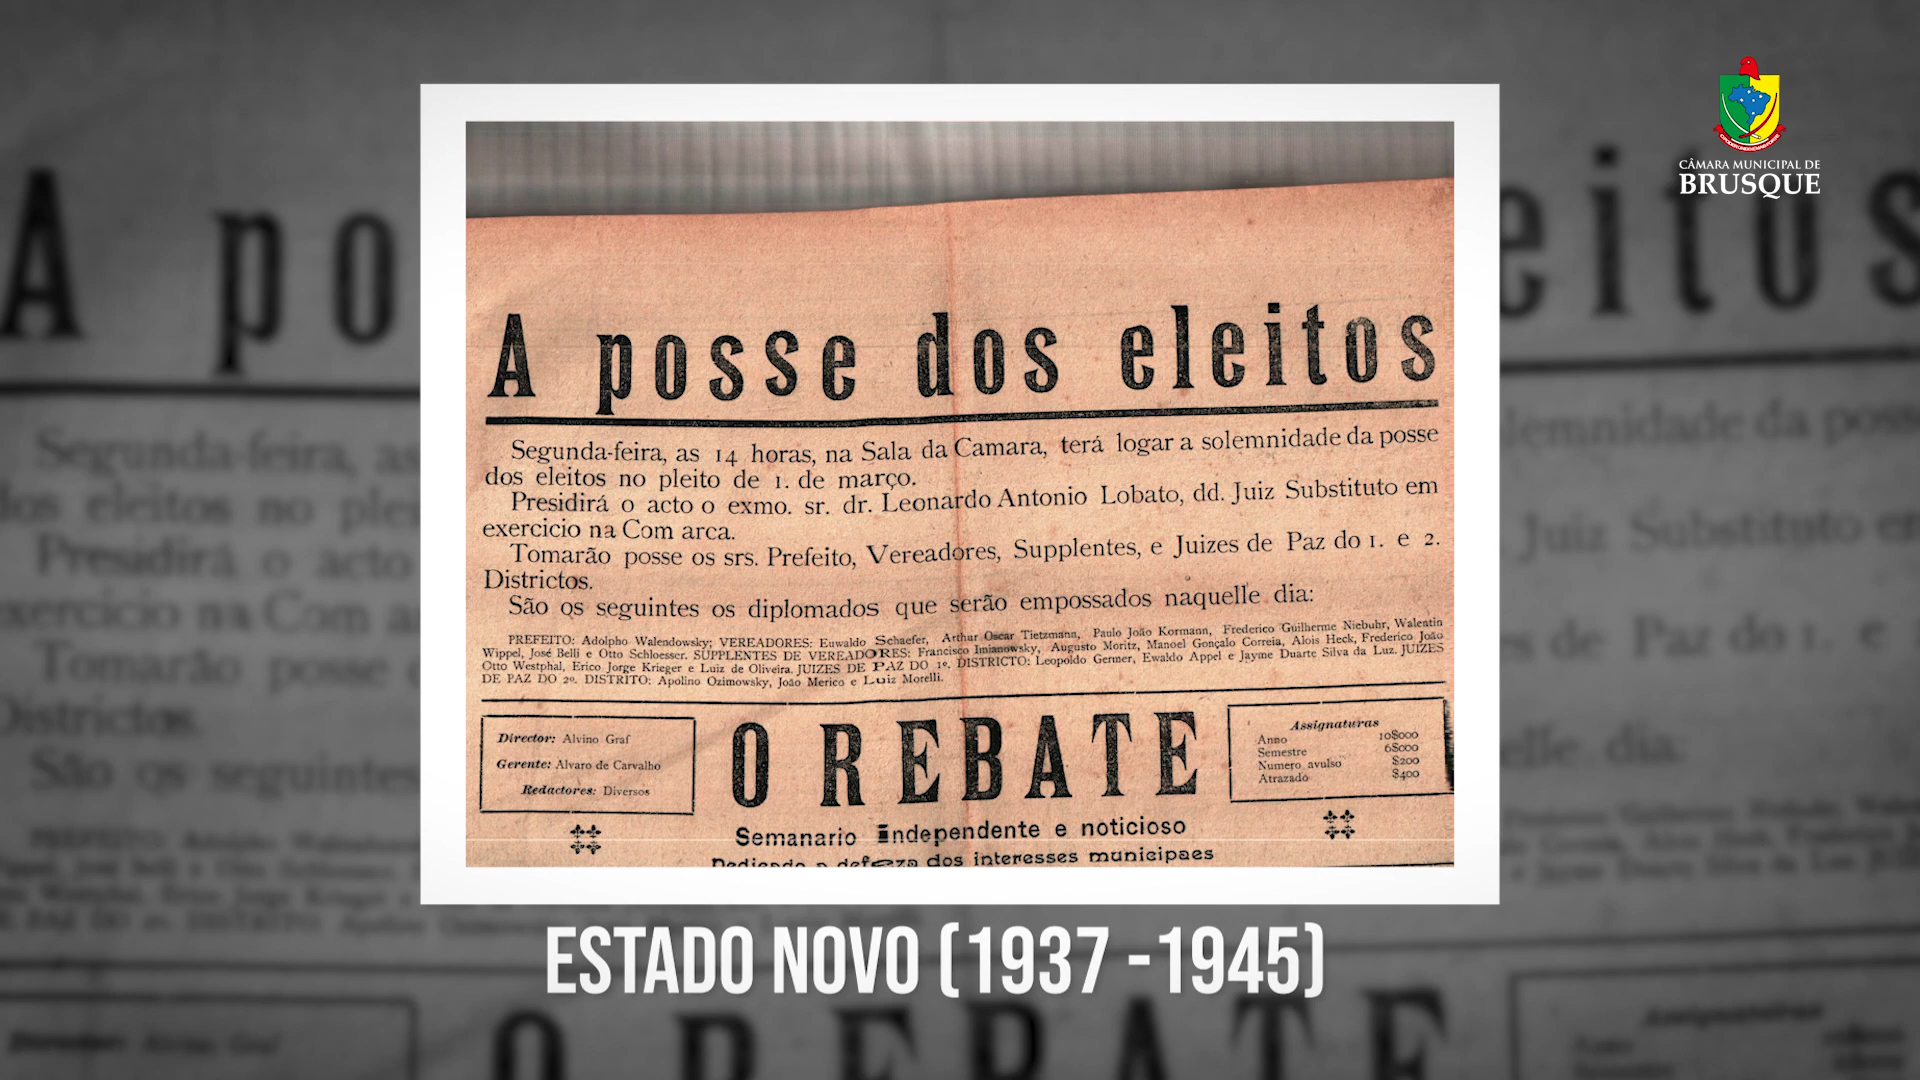 CÂMARA MUNICIPAL DE
BRUSQUE
A posse dos eleitos
Segunda-feira, as 14 horas, na Sala da Camara, terá logar a solemnidade da posse
dos eleitos no pleito de 1. de março.
Presidirá o acto o exmo. sr. dr. Leonardo Antonio Lobato, dd. Juiz Substituto em
exercicio na Com arca.
Tomarão posse os srs. Prefeito, Vereadores, Supplentes, e Juizes de Paz do 1. e 2.
Districtos.
São os seguintes os diplomados que serão empossados naquelle dia:
PREFEITO: Adolpho Walendowsky; VEREADORES: Euwaldo Schaefer, Arthur Oscar Tietzmann, Paulo João Kormann, Frederico Guilherme Niebuhr, Walentin
Wippel, José Belli e Otto Schloesser. SUPPLENTES DE VEREADORES: Francisco Imianowsky, Augusto Moritz, Manoel Gonçalo Correia, Alois Heck, Frederico João
Otto Westphal, Erico Jorge Krieger e Luiz de Oliveira. JUIZES DE PAZ DO 1º. DISTRICTO: Leopoldo Germer, Ewaldo Appel e Jayme Duarte Silva da Luz. JUIZES
DE PAZ DO 2º. DISTRITO: Apolino Ozimowsky, João Merico e Luiz Morelli.
Director: Alvino Graf
Gerente: Alvaro de Carvalho
Redactores: Diversos
O REBATE
Assignaturas
Anno 10$000
Semestre 6$000
Numero avulso $200
Atrazado $400
Semanario independente e noticioso
Dedicado a defeza dos interesses municipaes
ESTADO NOVO (1937 -1945)